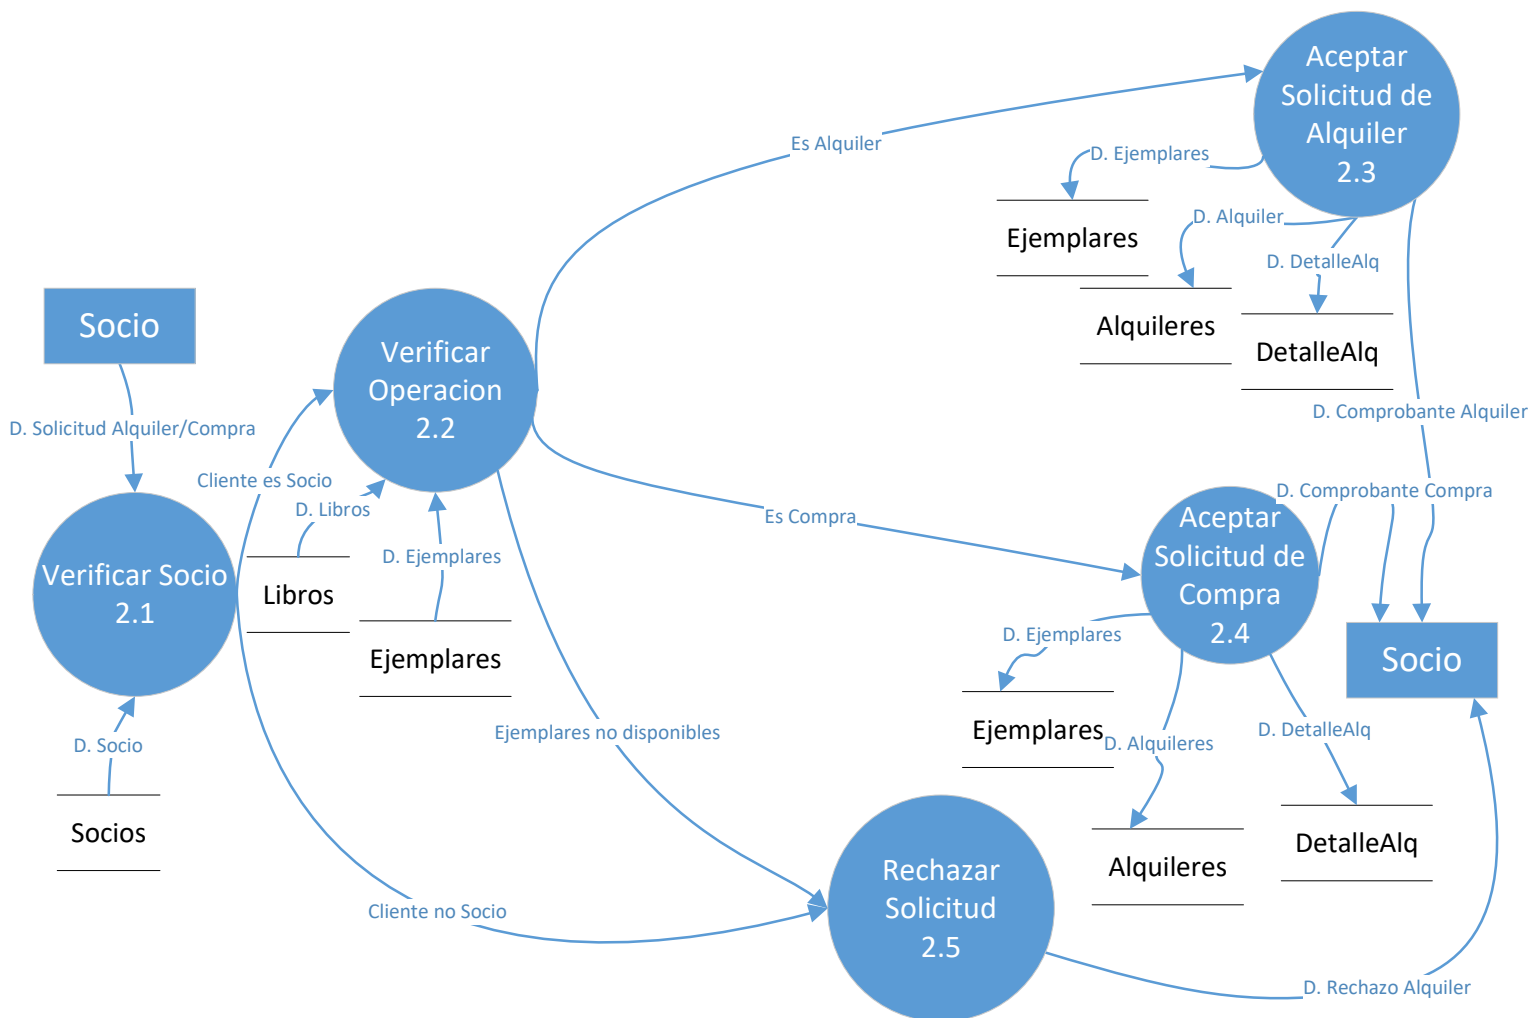 Aceptar
Solicitud de
Alquiler
2.3
Es Alquiler
D. Ejemplares
Ejemplares
D. Alquiler
Alquileres
D. DetalleAlq
DetalleAlq
Socio
D. Solicitud Alquiler/Compra
Verificar
Operacion
2.2
D. Comprobante Alquiler
Cliente es Socio
D. Libros
Libros
D. Ejemplares
Ejemplares
Verificar Socio
2.1
D. Socio
Socios
Es Compra
D. Comprobante Compra
Aceptar
Solicitud de
Compra
2.4
Socio
D. Ejemplares
Ejemplares
D. Alquileres
Alquileres
D. DetalleAlq
DetalleAlq
Ejemplares no disponibles
Cliente no Socio
Rechazar
Solicitud
2.5
D. Rechazo Alquiler